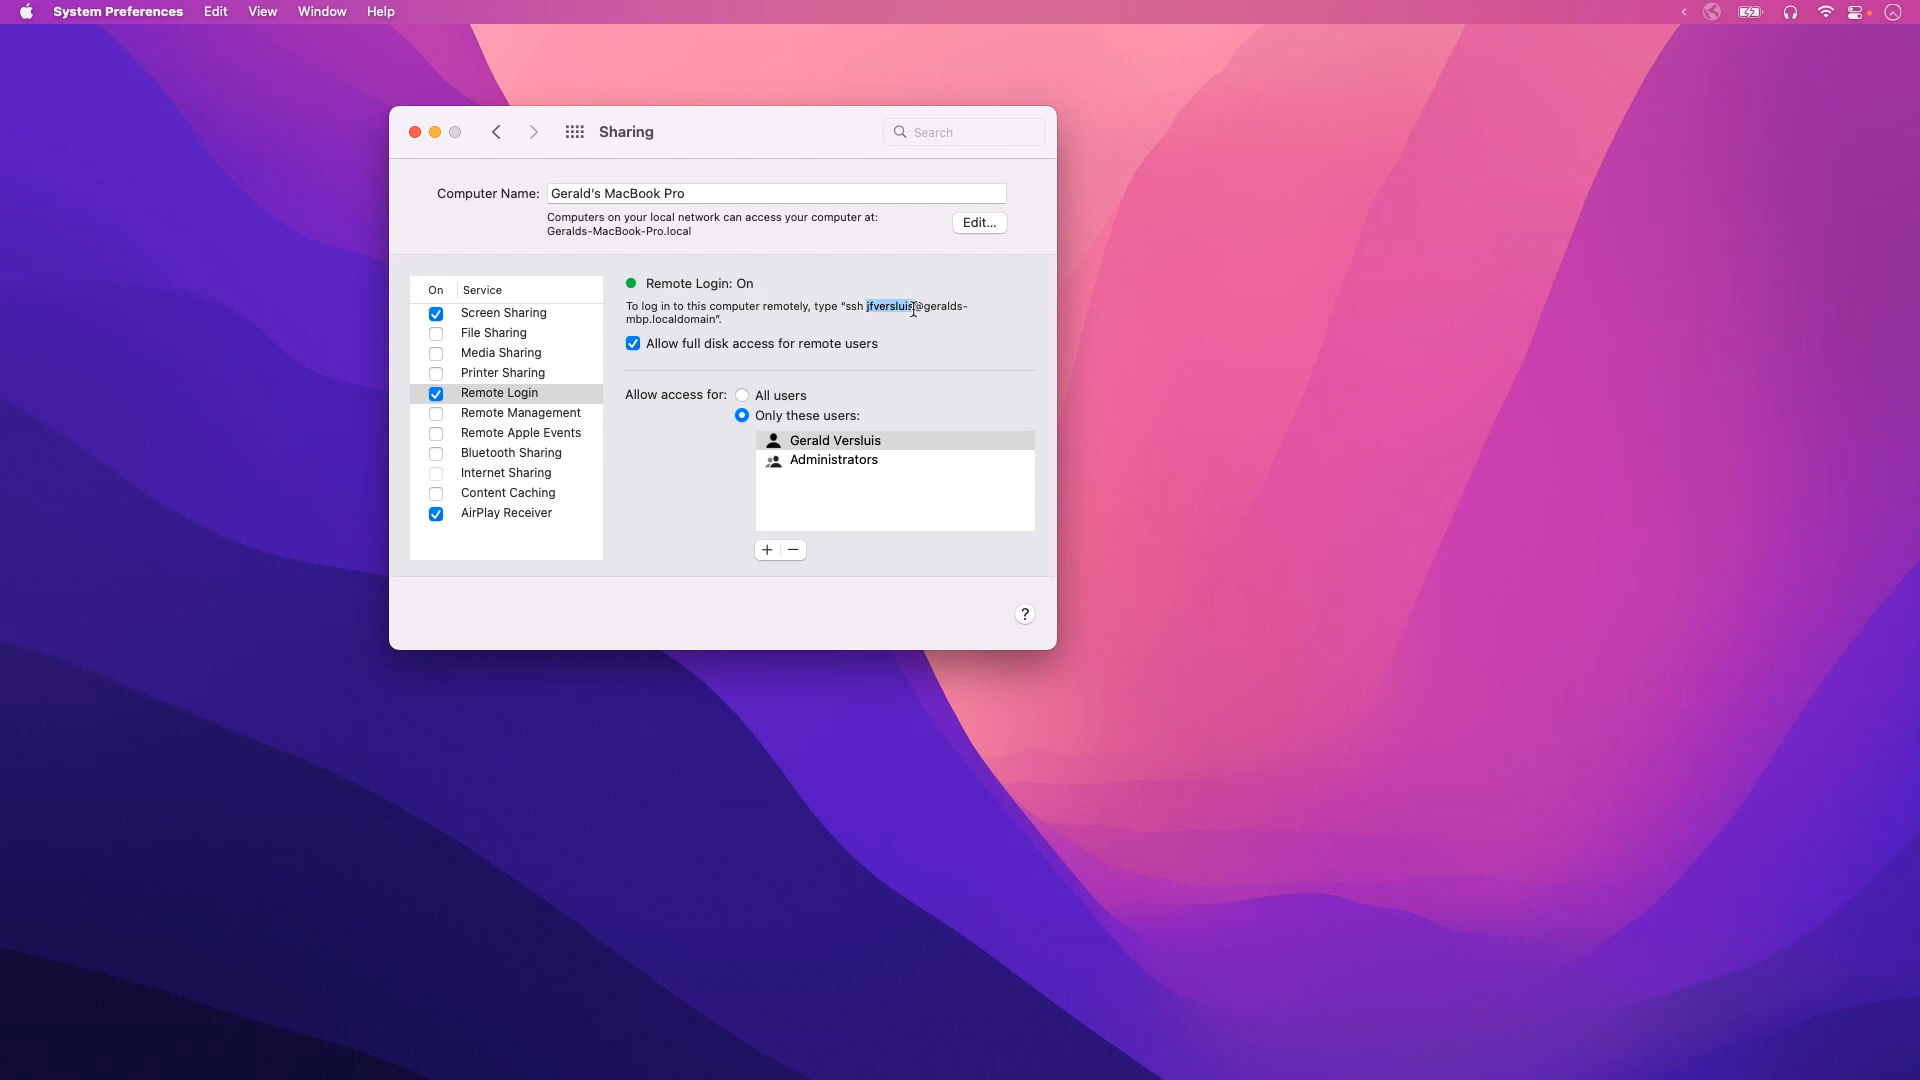 System Preferences Edit View Window Help
Sharing
Search
Computer Name: Gerald's MacBook Pro
Computers on your local network can access your computer at:
Geralds-MacBook-Pro.local
Edit...
On Service
Screen Sharing
File Sharing
Media Sharing
Printer Sharing
Remote Login
Remote Management
Remote Apple Events
Bluetooth Sharing
Internet Sharing
Content Caching
AirPlay Receiver
Remote Login: On
To log in to this computer remotely, type “ssh jfversluis@geralds-
mbp.localdomain”.
Allow full disk access for remote users
Allow access for: All users
Only these users:
Gerald Versluis
Administrators
+ −
?